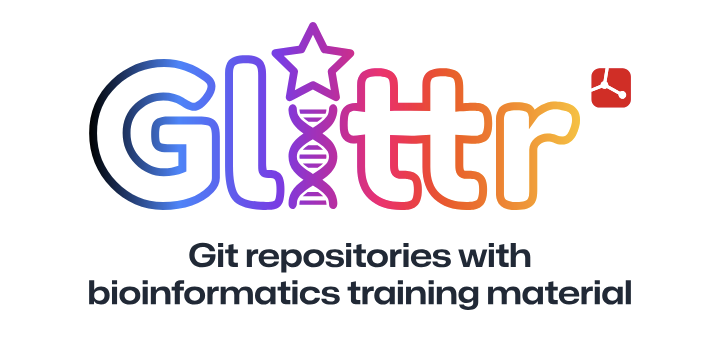 Glittr
Git repositories with
bioinformatics training material